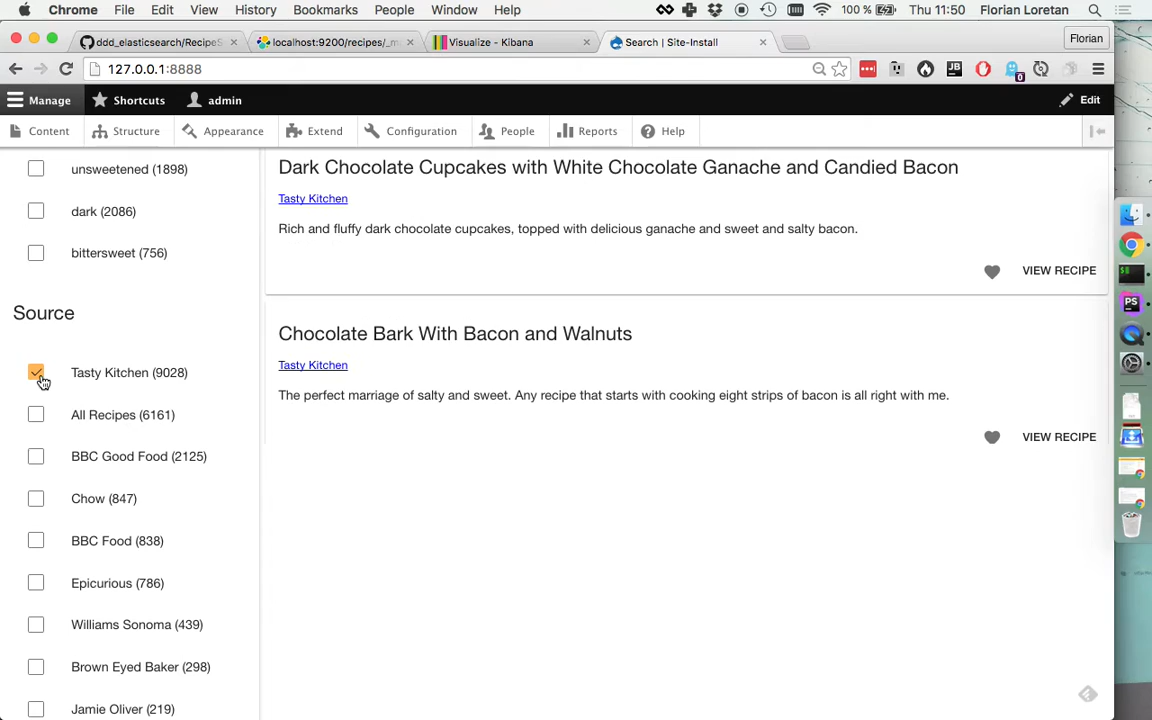 Chrome File Edit View History Bookmarks People Window Help 100 % Thu 11:50 Florian Loretan
ddd_elasticsearch/RecipeS localhost:9200/recipes/_m Visualize - Kibana Search | Site-Install Florian
127.0.0.1:8888
Manage Shortcuts admin Edit
Content Structure Appearance Extend Configuration People Reports Help
unsweetened (1898)
dark (2086)
bittersweet (756)
Source
Tasty Kitchen (9028)
All Recipes (6161)
BBC Good Food (2125)
Chow (847)
BBC Food (838)
Epicurious (786)
Williams Sonoma (439)
Brown Eyed Baker (298)
Jamie Oliver (219)
Dark Chocolate Cupcakes with White Chocolate Ganache and Candied Bacon
Tasty Kitchen
Rich and fluffy dark chocolate cupcakes, topped with delicious ganache and sweet and salty bacon.
VIEW RECIPE
Chocolate Bark With Bacon and Walnuts
Tasty Kitchen
The perfect marriage of salty and sweet. Any recipe that starts with cooking eight strips of bacon is all right with me.
VIEW RECIPE